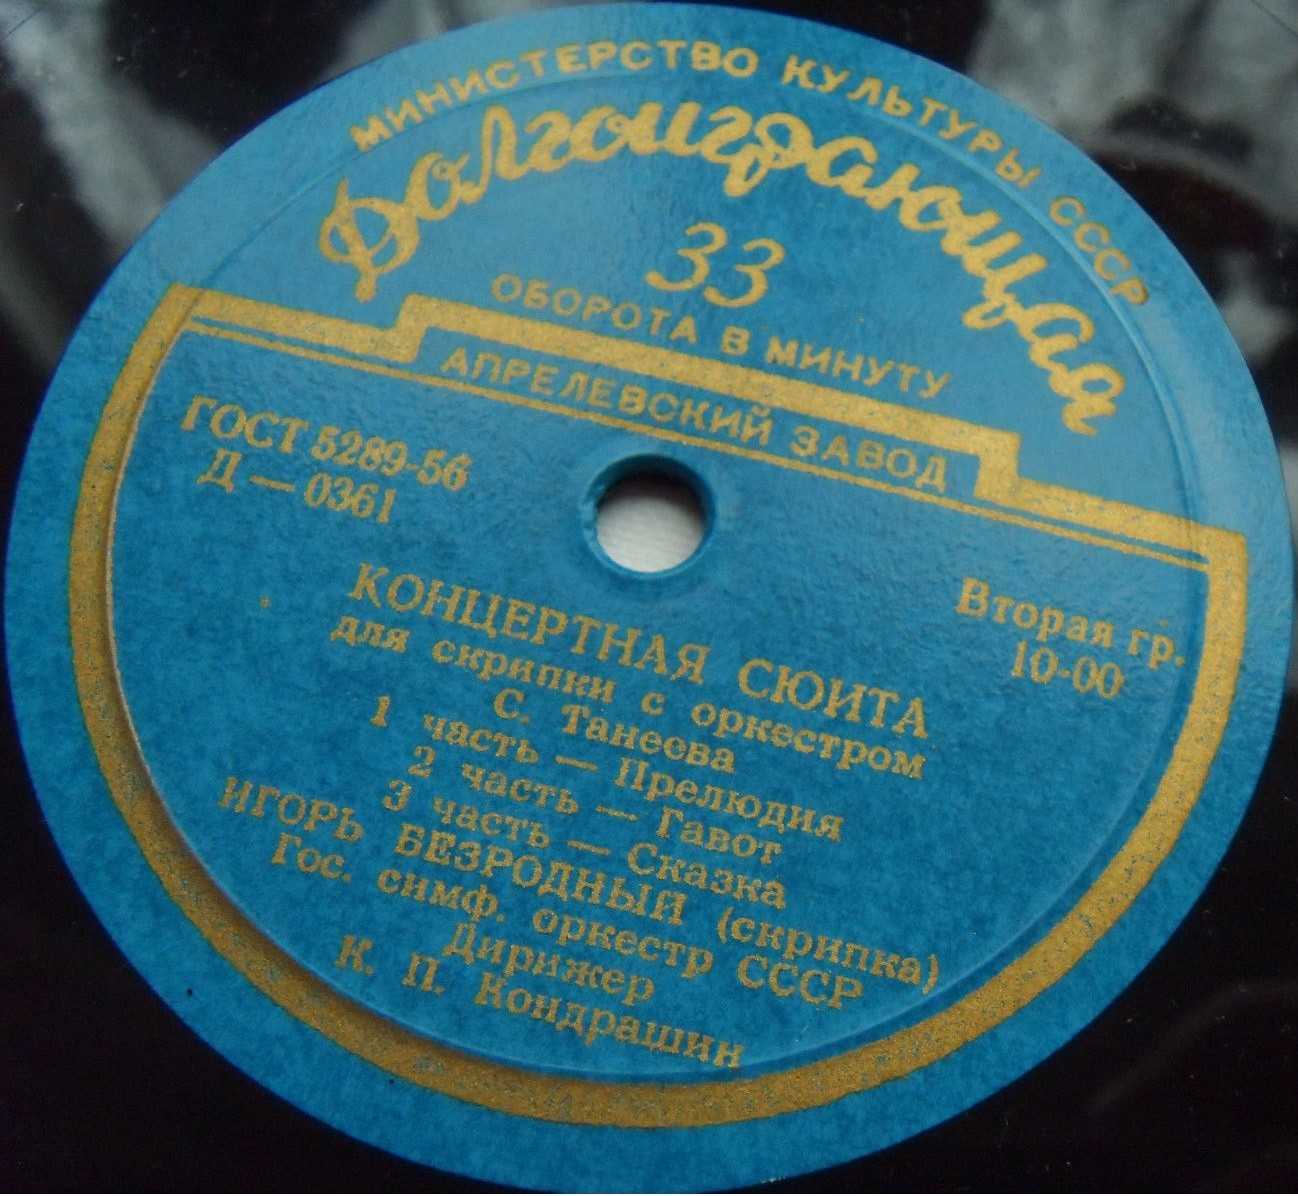 МИНИСТЕРСТВО КУЛЬТУРЫ СССР
Долгоиграющая
33
ОБОРОТА В МИНУТУ
АПРЕЛЕВСКИЙ ЗАВОД
ГОСТ 5289-56
Д — 0361
Вторая гр.
10-00
КОНЦЕРТНАЯ СЮИТА
для скрипки с оркестром
С. Танеева
1 часть — Прелюдия
2 часть — Гавот
3 часть — Сказка
ИГОРЬ БЕЗРОДНЫЙ (скрипка)
Гос. симф. оркестр СССР
Дирижер
К. П. Кондрашин